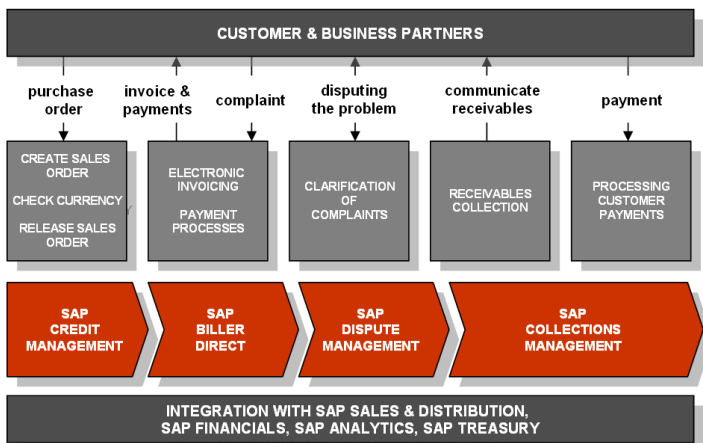 CUSTOMER & BUSINESS PARTNERS
purchase
order
invoice &
payments
complaint
disputing
the problem
communicate
receivables
payment
CREATE SALES
ORDER
CHECK CURRENCY
RELEASE SALES
ORDER
ELECTRONIC
INVOICING
PAYMENT
PROCESSES
CLARIFICATION
OF
COMPLAINTS
RECEIVABLES
COLLECTION
PROCESSING
CUSTOMER
PAYMENTS
SAP
CREDIT
MANAGEMENT
SAP
BILLER
DIRECT
SAP
DISPUTE
MANAGEMENT
SAP
COLLECTIONS
MANAGEMENT
INTEGRATION WITH SAP SALES & DISTRIBUTION,
SAP FINANCIALS, SAP ANALYTICS, SAP TREASURY